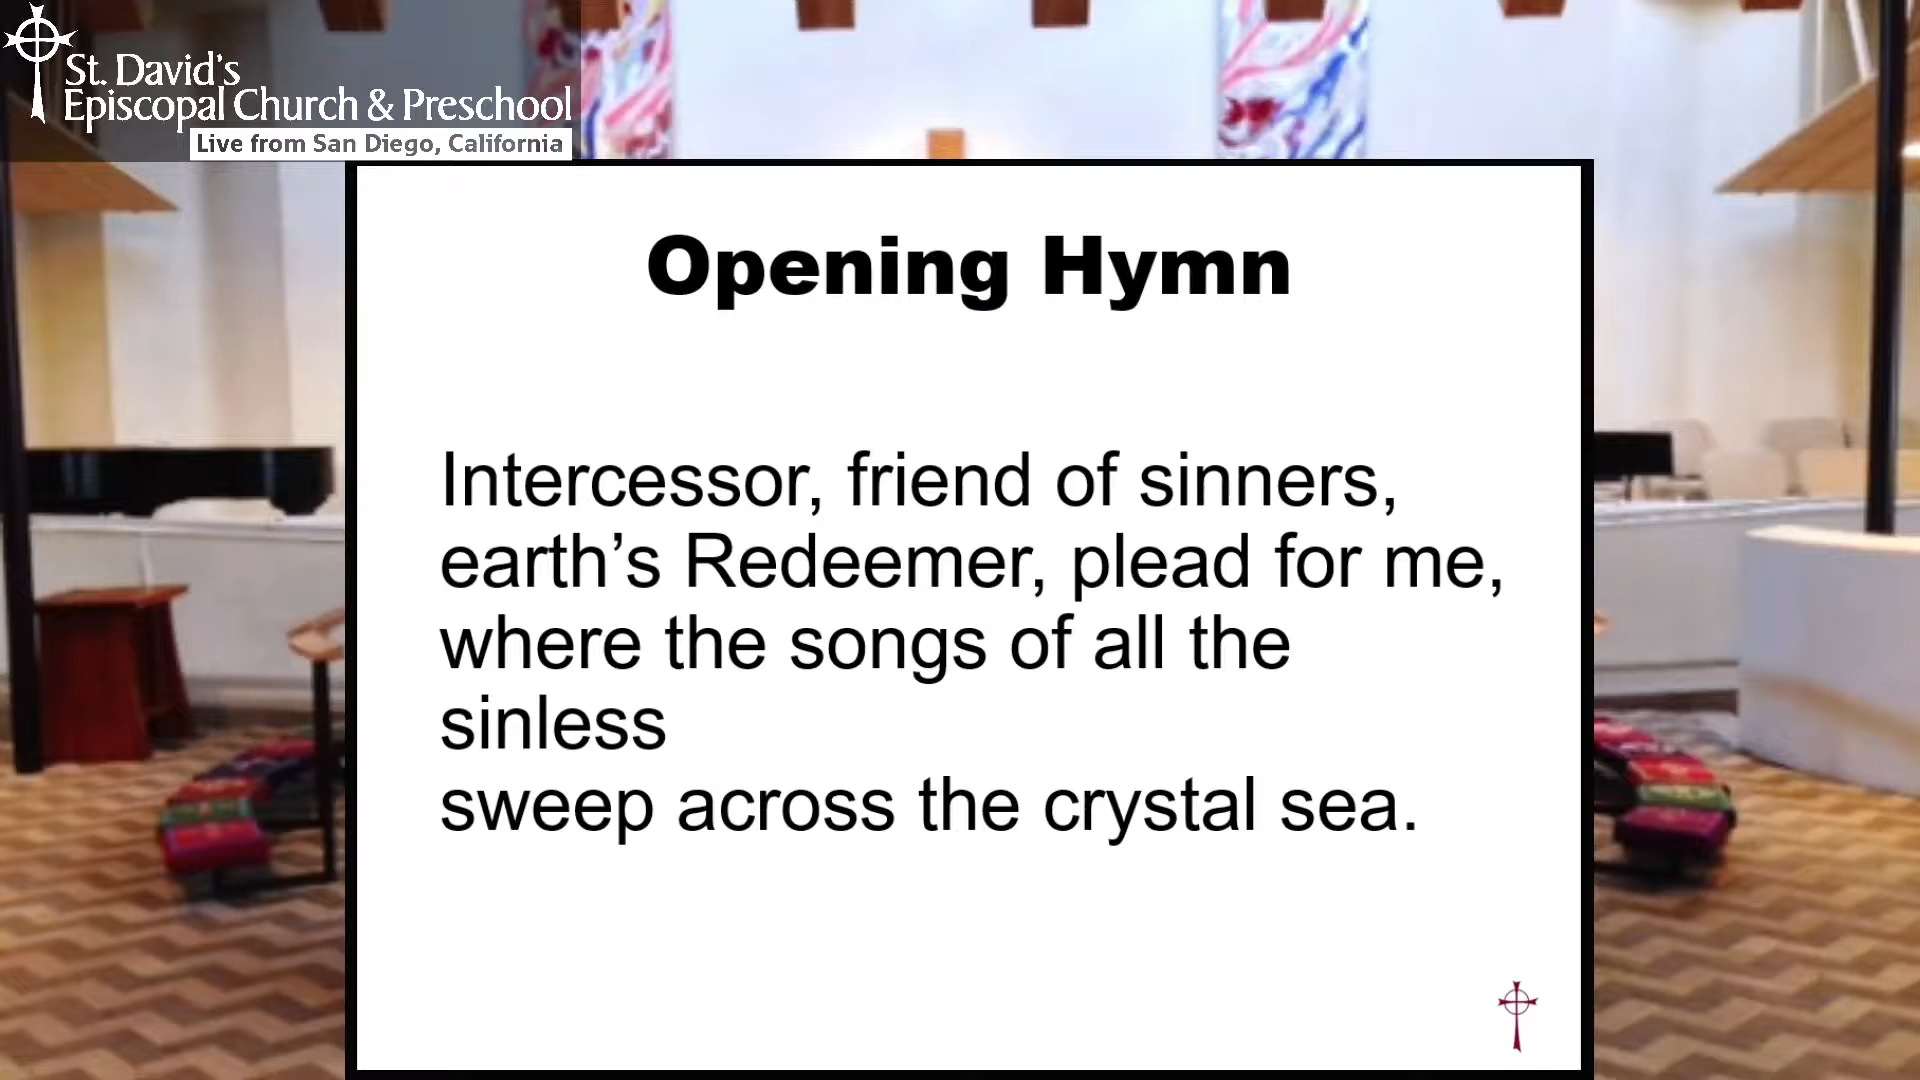 St. David's
Episcopal Church & Preschool
Live from San Diego, California
Opening Hymn
Intercessor, friend of sinners,
earth’s Redeemer, plead for me,
where the songs of all the
sinless
sweep across the crystal sea.